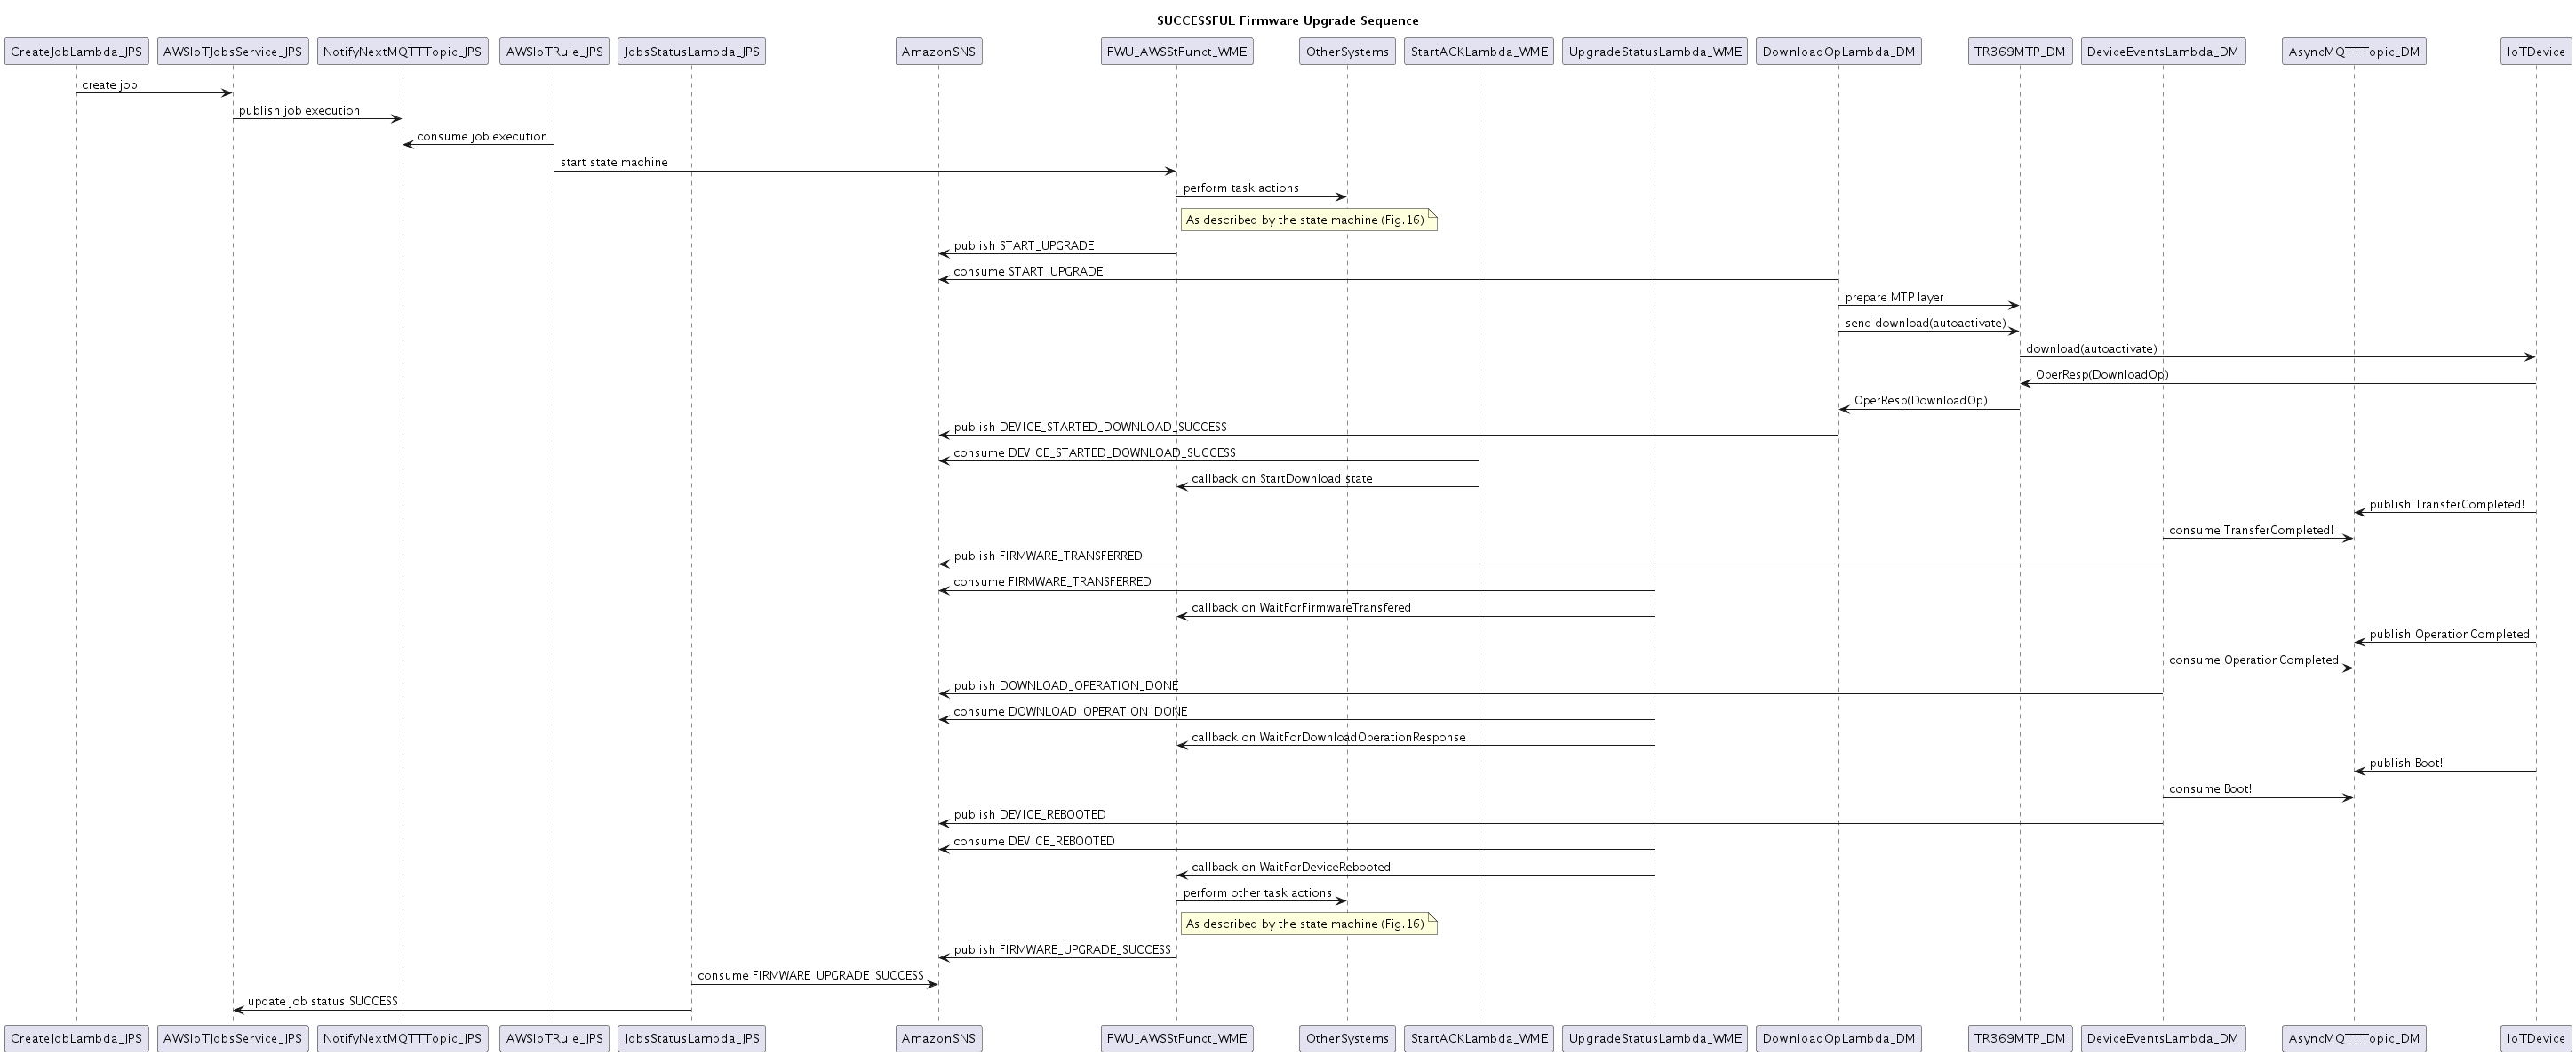 SUCCESSFUL Firmware Upgrade Sequence
CreateJobLambda_JPS
AWSIoTJobsService_JPS
NotifyNextMQTTTopic_JPS
AWSIoTRule_JPS
JobsStatusLambda_JPS
AmazonSNS
FWU_AWSStFunct_WME
OtherSystems
StartACKLambda_WME
UpgradeStatusLambda_WME
DownloadOpLambda_DM
TR369MTP_DM
DeviceEventsLambda_DM
AsyncMQTTTopic_DM
IoTDevice
create job
publish job execution
consume job execution
start state machine
perform task actions
As described by the state machine (Fig.16)
publish START_UPGRADE
consume START_UPGRADE
prepare MTP layer
send download(autoactivate)
download(autoactivate)
OperResp(DownloadOp)
OperResp(DownloadOp)
publish DEVICE_STARTED_DOWNLOAD_SUCCESS
consume DEVICE_STARTED_DOWNLOAD_SUCCESS
callback on StartDownload state
publish TransferCompleted!
consume TransferCompleted!
publish FIRMWARE_TRANSFERRED
consume FIRMWARE_TRANSFERRED
callback on WaitForFirmwareTransfered
publish OperationCompleted
consume OperationCompleted
publish DOWNLOAD_OPERATION_DONE
consume DOWNLOAD_OPERATION_DONE
callback on WaitForDownloadOperationResponse
publish Boot!
consume Boot!
publish DEVICE_REBOOTED
consume DEVICE_REBOOTED
callback on WaitForDeviceRebooted
perform other task actions
As described by the state machine (Fig.16)
publish FIRMWARE_UPGRADE_SUCCESS
consume FIRMWARE_UPGRADE_SUCCESS
update job status SUCCESS
CreateJobLambda_JPS
AWSIoTJobsService_JPS
NotifyNextMQTTTopic_JPS
AWSIoTRule_JPS
JobsStatusLambda_JPS
AmazonSNS
FWU_AWSStFunct_WME
OtherSystems
StartACKLambda_WME
UpgradeStatusLambda_WME
DownloadOpLambda_DM
TR369MTP_DM
DeviceEventsLambda_DM
AsyncMQTTTopic_DM
IoTDevice